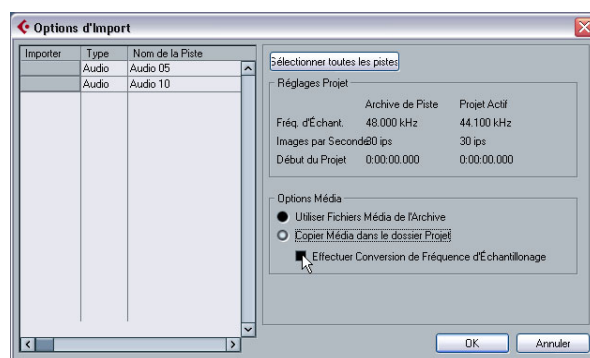 Options d'Import
Importer Type Nom de la Piste
Audio Audio 05
Audio Audio 10
Sélectionner toutes les pistes
Réglages Projet
Archive de Piste Projet Actif
Fréq. d'Échant. 48.000 kHz 44.100 kHz
Images par Seconde 30 ips 30 ips
Début du Projet 0:00:00.000 0:00:00.000
Options Média
Utiliser Fichiers Média de l'Archive
Copier Média dans le dossier Projet
Effectuer Conversion de Fréquence d'Échantillonage
OK Annuler